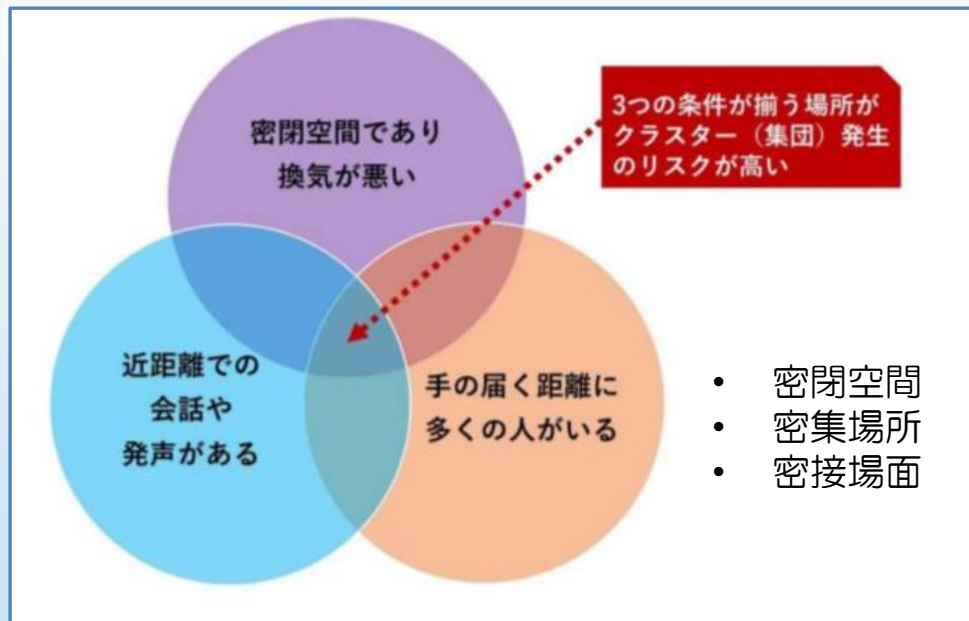 密閉空間であり
換気が悪い
3つの条件が揃う場所が
クラスター（集団）発生
のリスクが高い
近距離での
会話や
発声がある
手の届く距離に
多くの人がいる
• 密閉空間
• 密集場所
• 密接場面